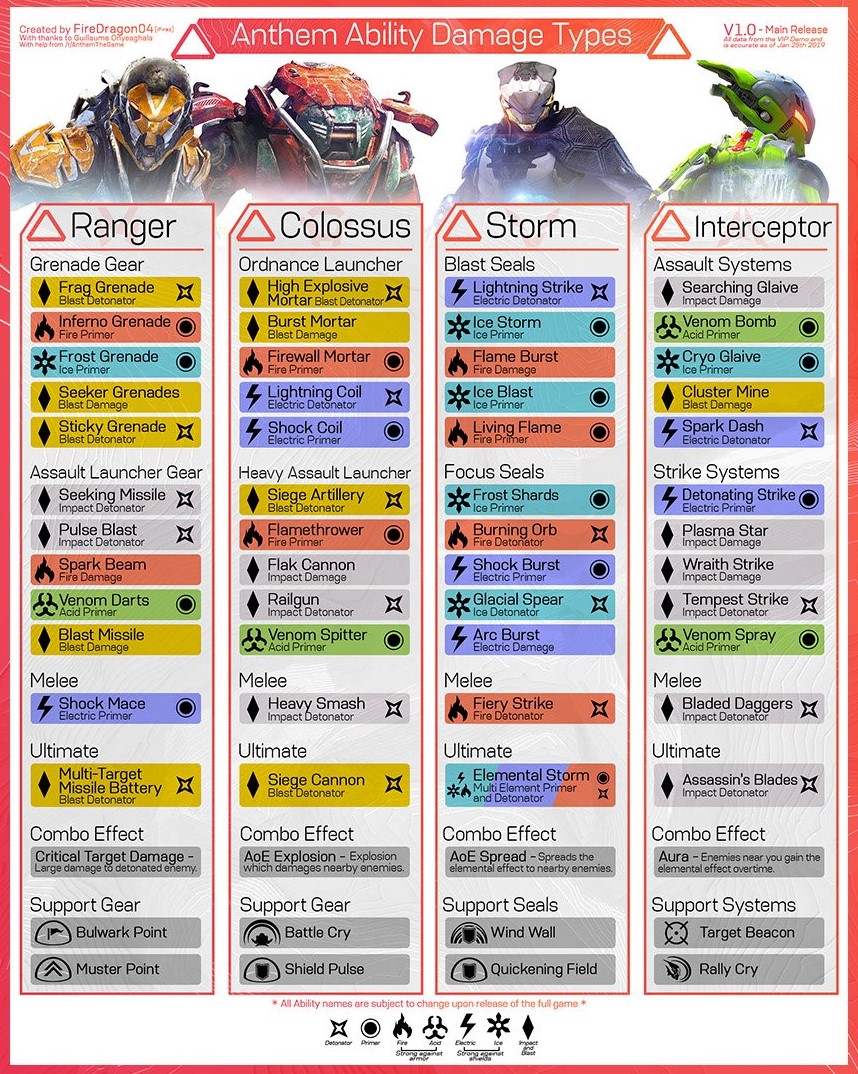 Created by FireDragon04
With thanks to Guillaume Onyeaghala
With help from /r/AnthemTheGame
Anthem Ability Damage Types
V1.0 - Main Release
All data from the VIP Demo and
is accurate as of Jan 25th 2019
Ranger
Grenade Gear
Frag Grenade
Blast Detonator
Inferno Grenade
Fire Primer
Frost Grenade
Ice Primer
Seeker Grenades
Blast Damage
Sticky Grenade
Blast Detonator
Assault Launcher Gear
Seeking Missile
Impact Detonator
Pulse Blast
Impact Detonator
Spark Beam
Fire Damage
Venom Darts
Acid Primer
Blast Missile
Blast Damage
Melee
Shock Mace
Electric Primer
Ultimate
Multi-Target
Missile Battery
Blast Detonator
Combo Effect
Critical Target Damage -
Large damage to detonated enemy.
Support Gear
Bulwark Point
Muster Point
Colossus
Ordnance Launcher
High Explosive
Mortar Blast Detonator
Burst Mortar
Blast Damage
Firewall Mortar
Fire Primer
Lightning Coil
Electric Detonator
Shock Coil
Electric Primer
Heavy Assault Launcher
Siege Artillery
Blast Detonator
Flamethrower
Fire Primer
Flak Cannon
Impact Damage
Railgun
Impact Detonator
Venom Spitter
Acid Primer
Melee
Heavy Smash
Impact Detonator
Ultimate
Siege Cannon
Blast Detonator
Combo Effect
AoE Explosion - Explosion
which damages nearby enemies.
Support Gear
Battle Cry
Shield Pulse
Storm
Blast Seals
Lightning Strike
Electric Detonator
Ice Storm
Ice Primer
Flame Burst
Fire Damage
Ice Blast
Ice Primer
Living Flame
Fire Primer
Focus Seals
Frost Shards
Ice Primer
Burning Orb
Fire Detonator
Shock Burst
Electric Primer
Glacial Spear
Ice Detonator
Arc Burst
Electric Damage
Melee
Fiery Strike
Fire Detonator
Ultimate
Elemental Storm
Multi Element Primer
and Detonator
Combo Effect
AoE Spread - Spreads the
elemental effect to nearby enemies.
Support Seals
Wind Wall
Quickening Field
Interceptor
Assault Systems
Searching Glaive
Impact Damage
Venom Bomb
Acid Primer
Cryo Glaive
Ice Primer
Cluster Mine
Blast Damage
Spark Dash
Electric Detonator
Strike Systems
Detonating Strike
Electric Primer
Plasma Star
Impact Damage
Wraith Strike
Impact Damage
Tempest Strike
Impact Detonator
Venom Spray
Acid Primer
Melee
Bladed Daggers
Impact Detonator
Ultimate
Assassin's Blades
Impact Detonator
Combo Effect
Aura - Enemies near you gain the
elemental effect overtime.
Support Systems
Target Beacon
Rally Cry
* All Ability names are subject to change upon release of the full game *
Detonator
Primer
Fire
Acid
Strong against
armor
Electric
Ice
Strong against
shields
Impact
and
Blast